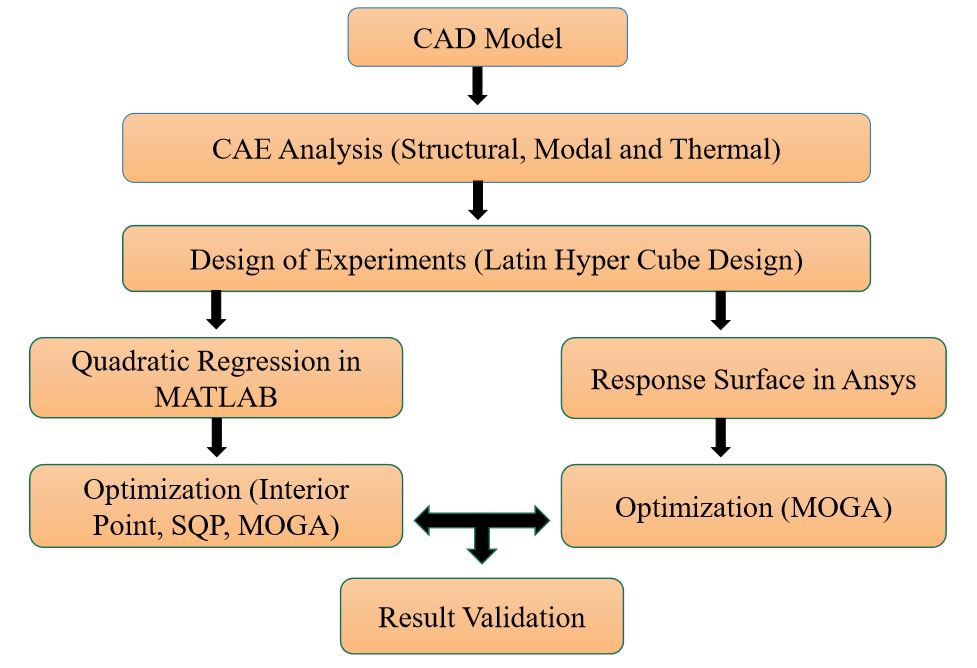 CAD Model
CAE Analysis (Structural, Modal and Thermal)
Design of Experiments (Latin Hyper Cube Design)
Quadratic Regression in
MATLAB
Response Surface in Ansys
Optimization (Interior
Point, SQP, MOGA)
Optimization (MOGA)
Result Validation